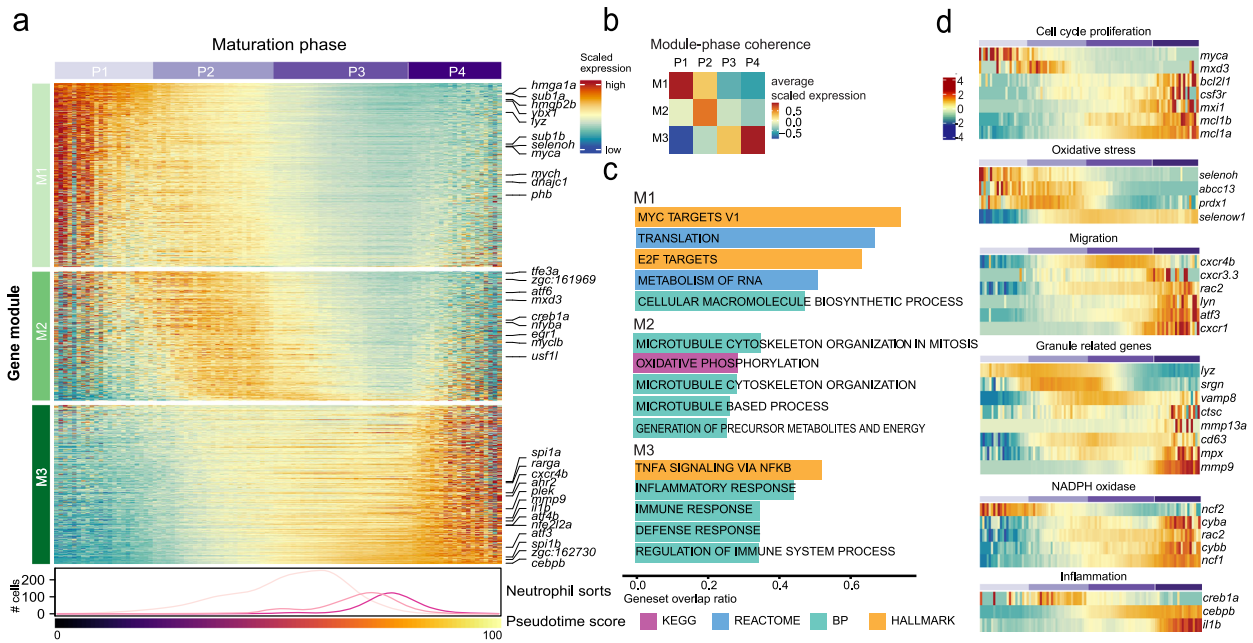 a
Maturation phase
P1 P2 P3 P4
Gene module
M1
M2
M3
Scaled
expression
high
low
hmga1a
sub1a
hmgb2b
ybx1
lyz
sub1b
selenoh
myca
mych
dnajc1
phb
tfe3a
zgc:161969
atf6
mxd3
creb1a
nfyba
egr1
myclb
usf1l
spi1a
rarga
cxcr4b
ahr2
plek
mmp9
il1b
atf4b
nfe2l2a
atf3
spi1b
zgc:162730
cebpb
# cells
200
100
0
Neutrophil sorts
0 100
Pseudotime score
b
Module-phase coherence
P1 P2 P3 P4
M1
M2
M3
average
scaled expression
0.5
0.0
−0.5
c
M1
MYC TARGETS V1
TRANSLATION
E2F TARGETS
METABOLISM OF RNA
CELLULAR MACROMOLECULE BIOSYNTHETIC PROCESS
M2
MICROTUBULE CYTOSKELETON ORGANIZATION IN MITOSIS
OXIDATIVE PHOSPHORYLATION
MICROTUBULE CYTOSKELETON ORGANIZATION
MICROTUBULE BASED PROCESS
GENERATION OF PRECURSOR METABOLITES AND ENERGY
M3
TNFA SIGNALING VIA NFKB
INFLAMMATORY RESPONSE
IMMUNE RESPONSE
DEFENSE RESPONSE
REGULATION OF IMMUNE SYSTEM PROCESS
0.0 0.2 0.4 0.6
Geneset overlap ratio
KEGG REACTOME BP HALLMARK
d
4
2
0
-2
-4
Cell cycle proliferation
myca
mxd3
bcl2l1
csf3r
mxi1
mcl1b
mcl1a
Oxidative stress
selenoh
abcc13
prdx1
selenow1
Migration
cxcr4b
cxcr3.3
rac2
lyn
atf3
cxcr1
Granule related genes
lyz
srgn
vamp8
ctsc
mmp13a
cd63
mpx
mmp9
NADPH oxidase
ncf2
cyba
rac2
cybb
ncf1
Inflammation
creb1a
cebpb
il1b